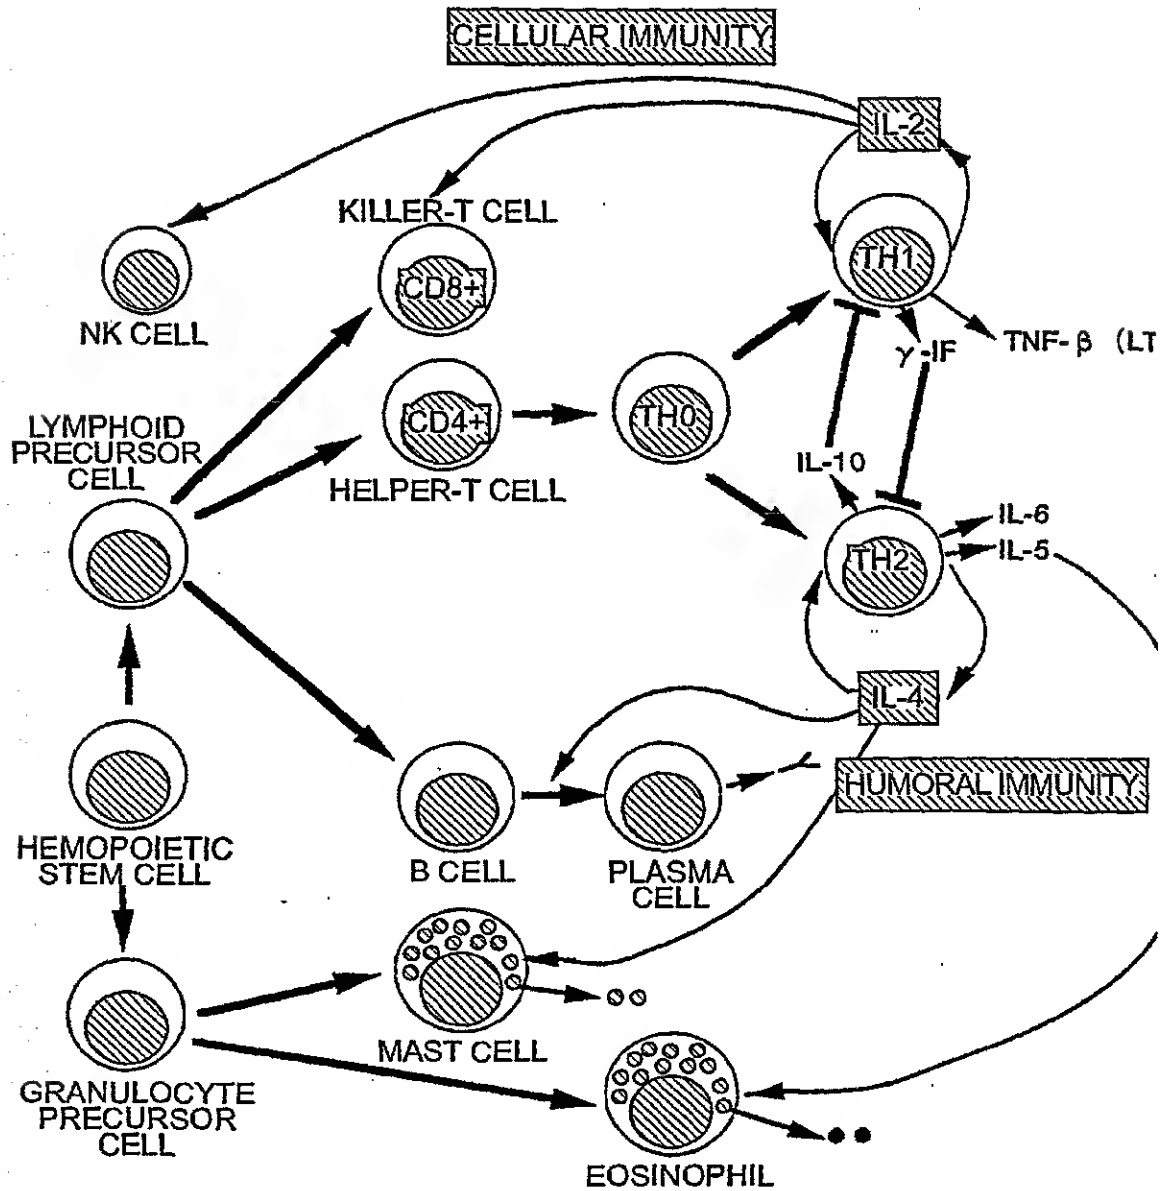 CELLULAR IMMUNITY
IL-2
KILLER-T CELL
TH1
CD8+
NK CELL
γ-IF
TNF-β (LT
CD4+
TH0
LYMPHOID
PRECURSOR
CELL
HELPER-T CELL
IL-10
IL-6
IL-5
TH2
IL-4
HUMORAL IMMUNITY
HEMOPOIETIC
STEM CELL
B CELL
PLASMA
CELL
MAST CELL
GRANULOCYTE
PRECURSOR
CELL
EOSINOPHIL